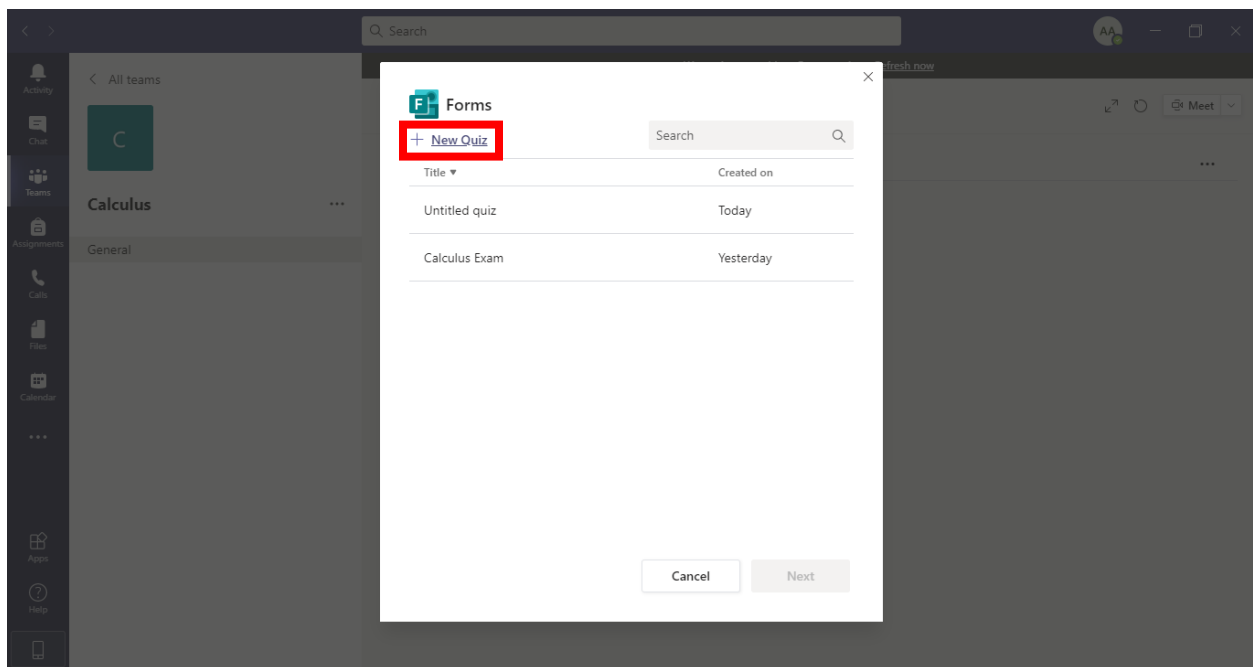 Search
AA
efresh now
Activity
Chat
Teams
Assignments
Calls
Files
Calendar
Apps
Help
All teams
C
Calculus
General
Meet
F
Forms
+ New Quiz
Search
Title ▼ Created on
Untitled quiz Today
Calculus Exam Yesterday
Cancel Next